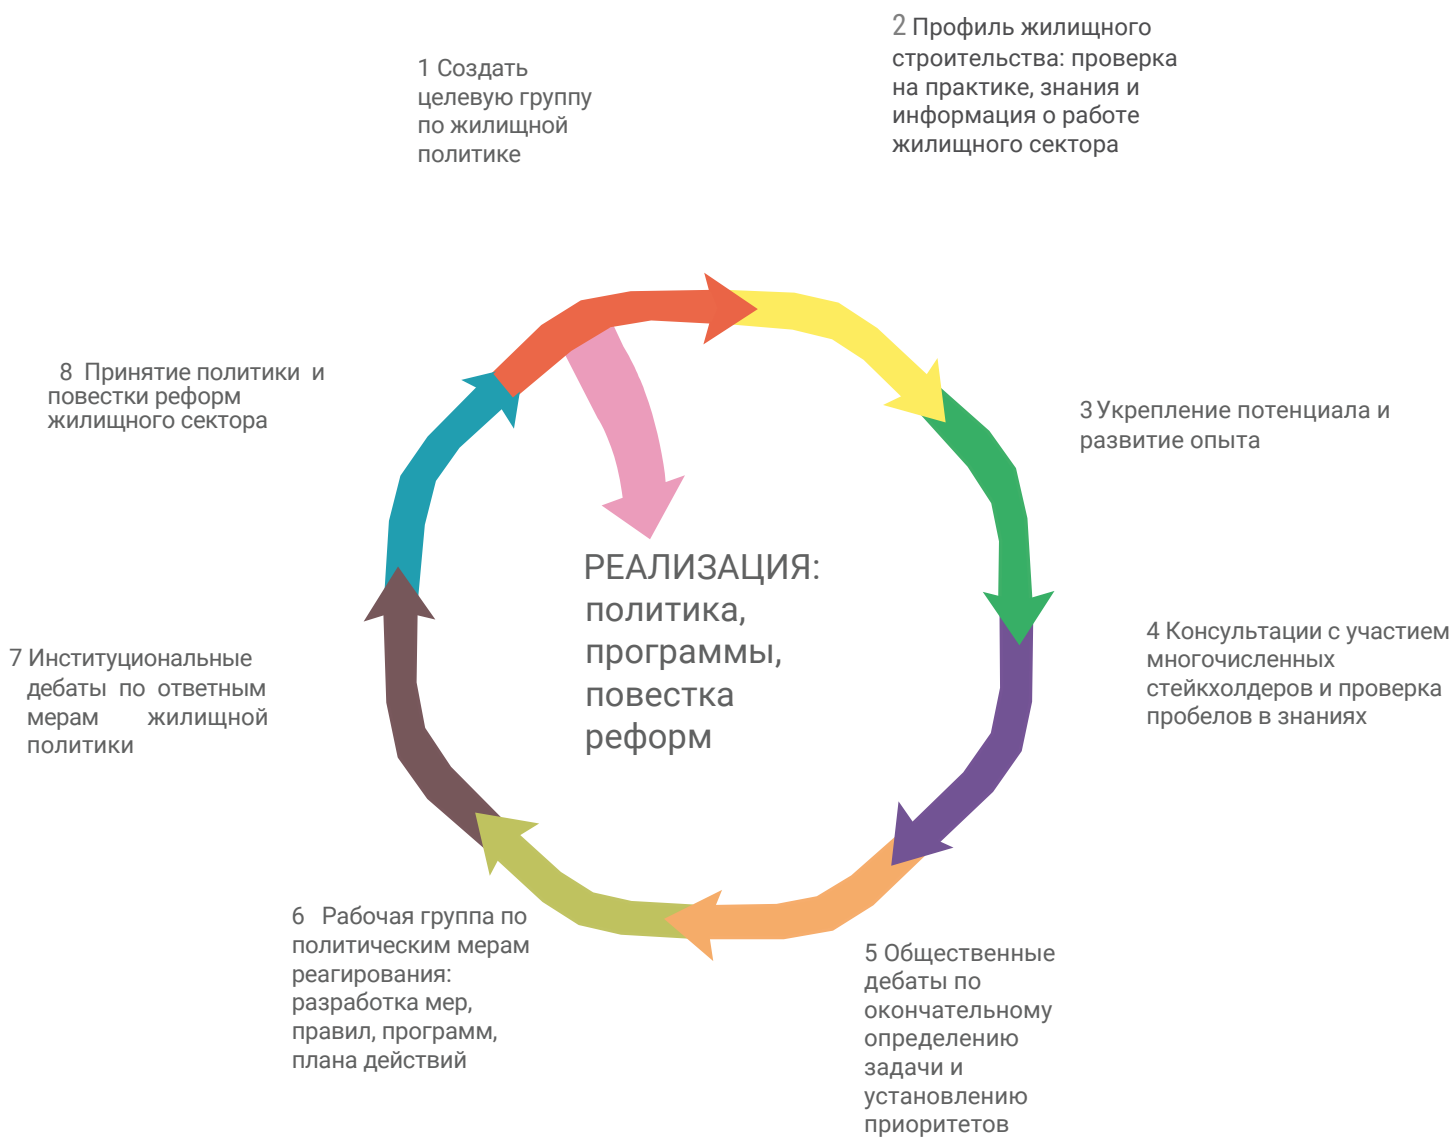 1 Создать
целевую группу
по жилищной
политике
2 Профиль жилищного
строительства: проверка
на практике, знания и
информация о работе
жилищного сектора
3 Укрепление потенциала и
развитие опыта
4 Консультации с участием
многочисленных
стейкхолдеров и проверка
пробелов в знаниях
5 Общественные
дебаты по
окончательному
определению
задачи и
установлению
приоритетов
6 Рабочая группа по
политическим мерам
реагирования:
разработка мер,
правил, программ,
плана действий
7 Институциональные
дебаты по ответным
мерам жилищной
политики
8 Принятие политики и
повестки реформ
жилищного сектора
РЕАЛИЗАЦИЯ:
политика,
программы,
повестка
реформ